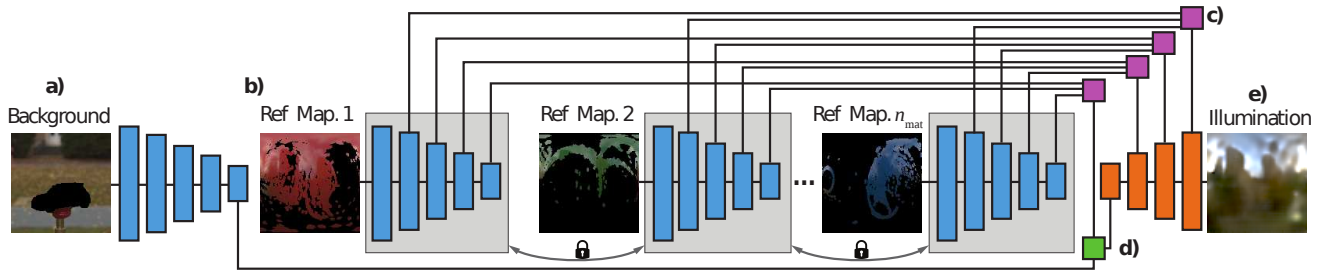 a)
Background
b)
Ref Map. 1
Ref Map. 2
...
Ref Map. n_mat
c)
d)
e)
Illumination